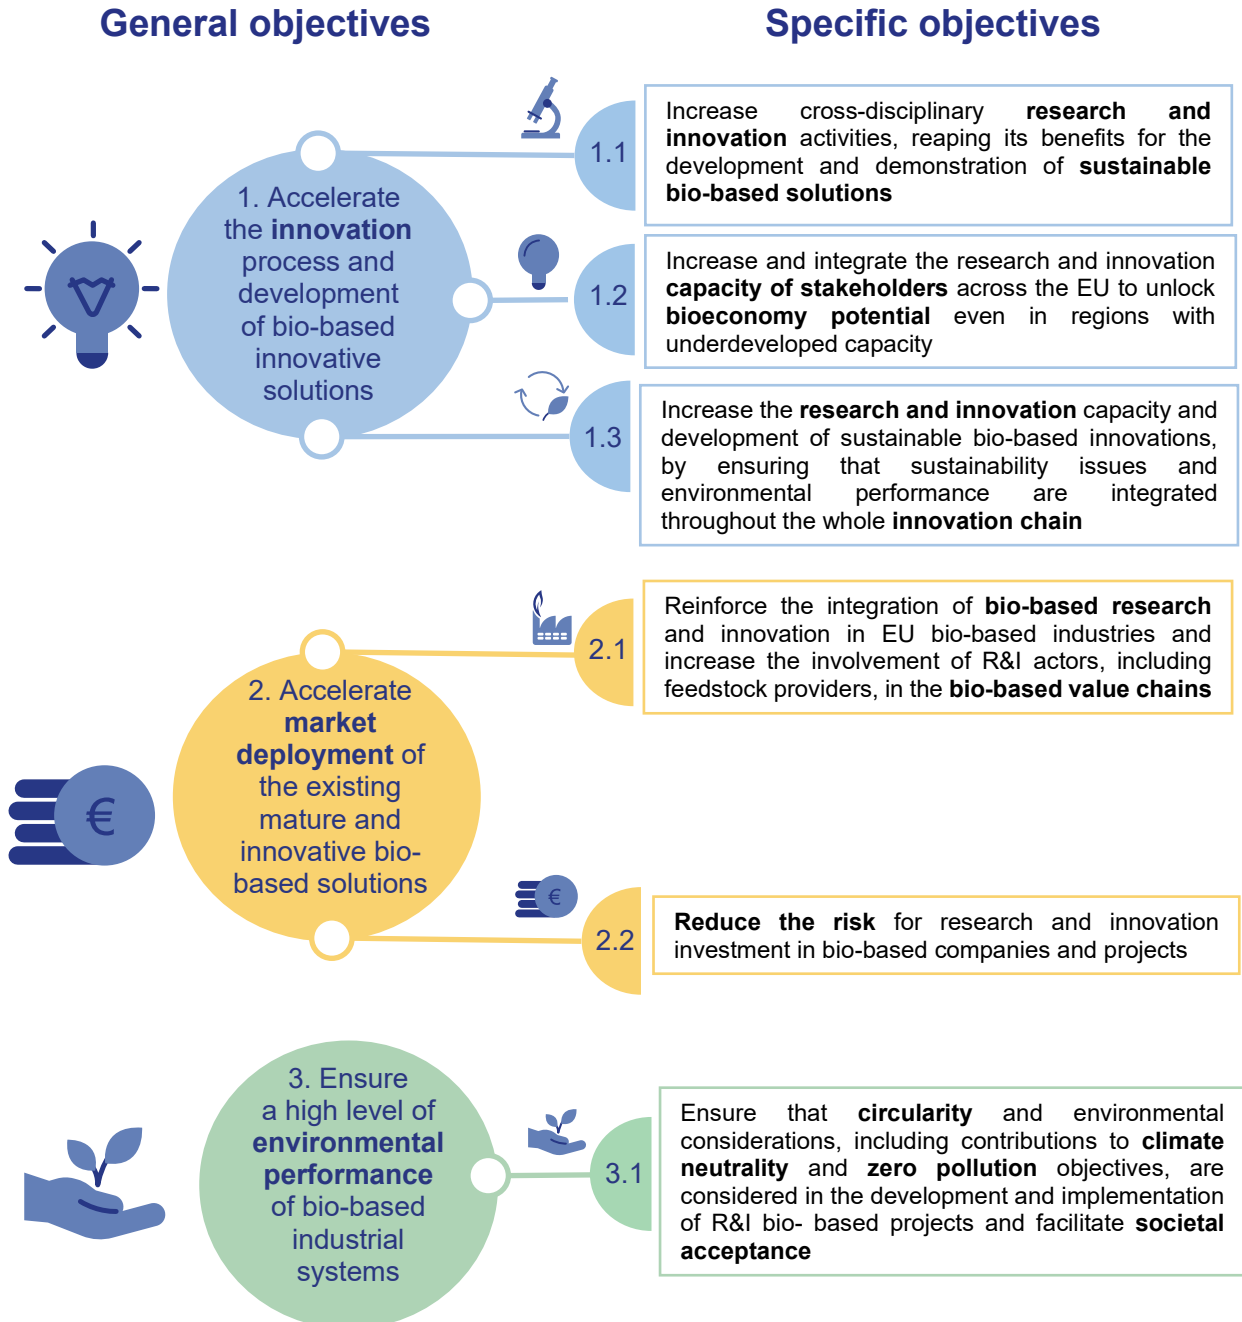 General objectives
Specific objectives
1. Accelerate
the innovation
process and
development
of bio-based
innovative
solutions
1.1
Increase cross-disciplinary research and
innovation activities, reaping its benefits for the
development and demonstration of sustainable
bio-based solutions
1.2
Increase and integrate the research and innovation
capacity of stakeholders across the EU to unlock
bioeconomy potential even in regions with
underdeveloped capacity
1.3
Increase the research and innovation capacity and
development of sustainable bio-based innovations,
by ensuring that sustainability issues and
environmental performance are integrated
throughout the whole innovation chain
2. Accelerate
market
deployment of
the existing
mature and
innovative bio-
based solutions
€
2.1
Reinforce the integration of bio-based research
and innovation in EU bio-based industries and
increase the involvement of R&I actors, including
feedstock providers, in the bio-based value chains
€
2.2
Reduce the risk for research and innovation
investment in bio-based companies and projects
3. Ensure
a high level of
environmental
performance
of bio-based
industrial
systems
3.1
Ensure that circularity and environmental
considerations, including contributions to climate
neutrality and zero pollution objectives, are
considered in the development and implementation
of R&I bio- based projects and facilitate societal
acceptance